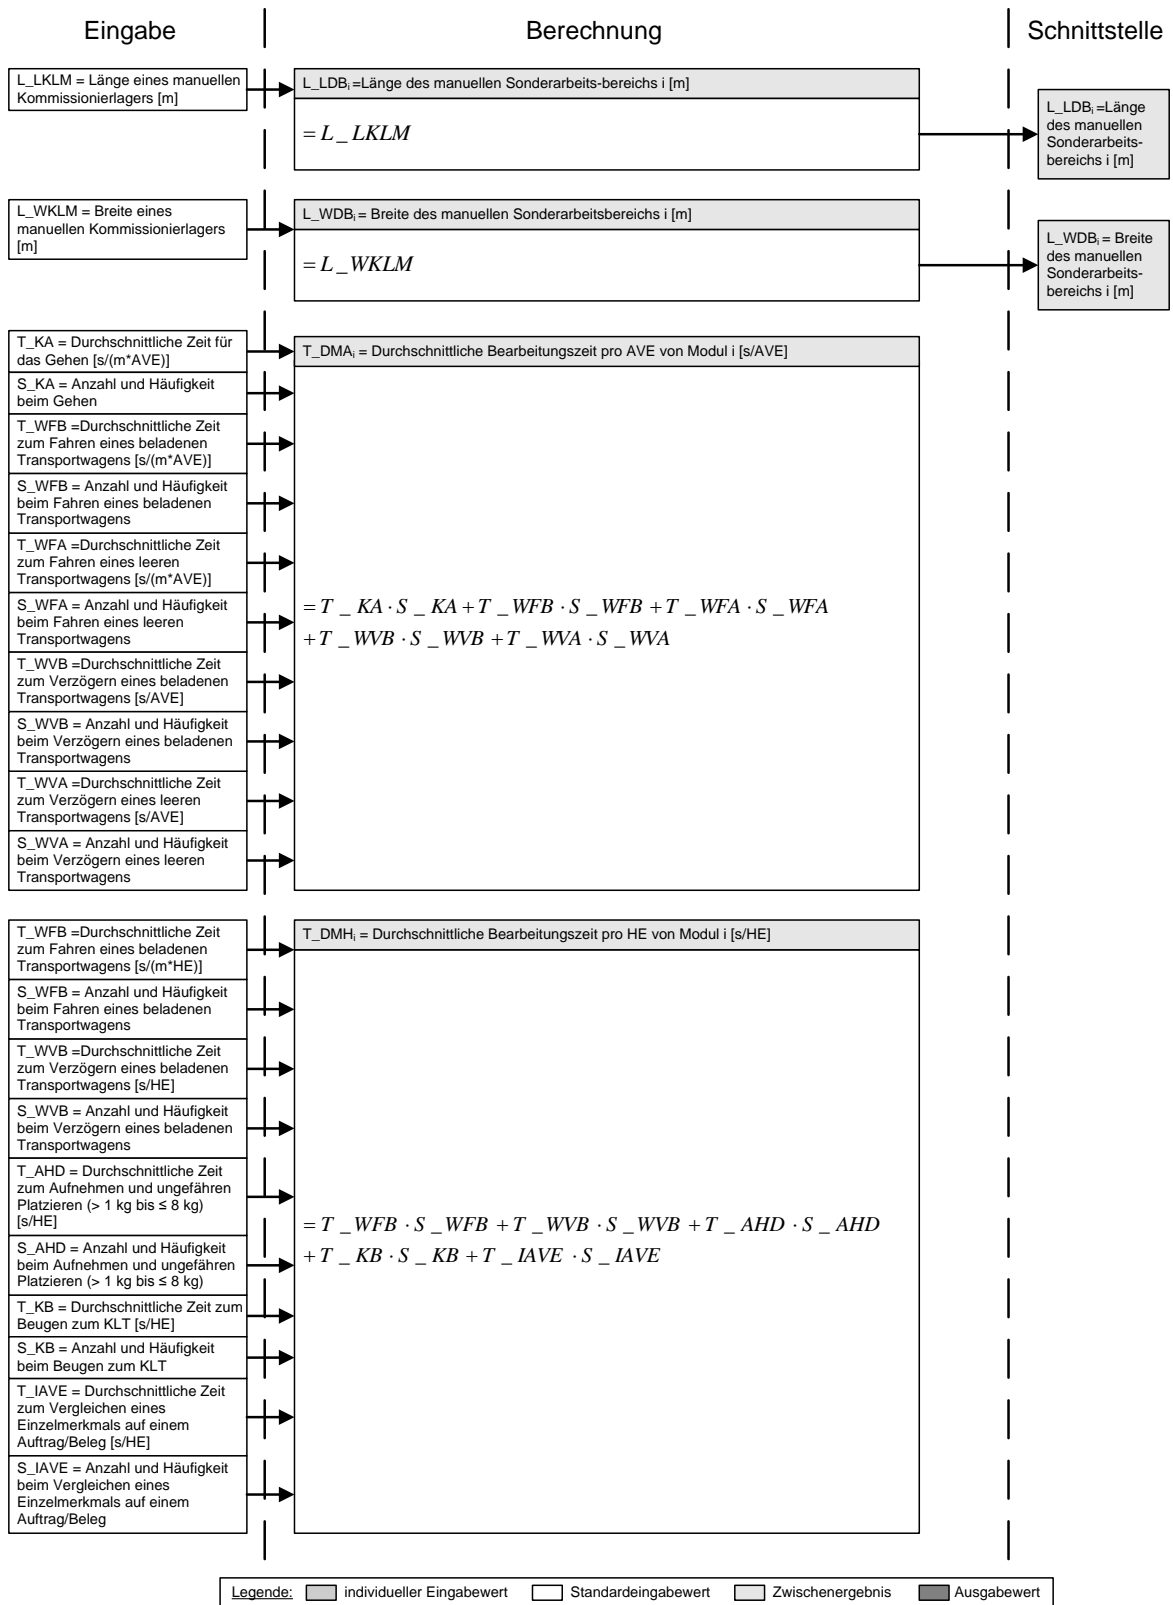 Eingabe
Berechnung
Schnittstelle
L_LKLM = Länge eines manuellen
Kommissionierlagers [m]
L_LDBi =Länge des manuellen Sonderarbeits-bereichs i [m]
= L _ LKLM
L_LDBi =Länge
des manuellen
Sonderarbeits-
bereichs i [m]
L_WKLM = Breite eines
manuellen Kommissionierlagers
[m]
L_WDBi = Breite des manuellen Sonderarbeitsbereichs i [m]
= L _ WKLM
L_WDBi = Breite
des manuellen
Sonderarbeits-
bereichs i [m]
T_KA = Durchschnittliche Zeit für
das Gehen [s/(m*AVE)]
S_KA = Anzahl und Häufigkeit
beim Gehen
T_WFB =Durchschnittliche Zeit
zum Fahren eines beladenen
Transportwagens [s/(m*AVE)]
S_WFB = Anzahl und Häufigkeit
beim Fahren eines beladenen
Transportwagens
T_WFA =Durchschnittliche Zeit
zum Fahren eines leeren
Transportwagens [s/(m*AVE)]
S_WFA = Anzahl und Häufigkeit
beim Fahren eines leeren
Transportwagens
T_WVB =Durchschnittliche Zeit
zum Verzögern eines beladenen
Transportwagens [s/AVE]
S_WVB = Anzahl und Häufigkeit
beim Verzögern eines beladenen
Transportwagens
T_WVA =Durchschnittliche Zeit
zum Verzögern eines leeren
Transportwagens [s/AVE]
S_WVA = Anzahl und Häufigkeit
beim Verzögern eines leeren
Transportwagens
T_DMAi = Durchschnittliche Bearbeitungszeit pro AVE von Modul i [s/AVE]
= T _ KA · S _ KA + T _ WFB · S _ WFB + T _ WFA · S _ WFA
+ T _ WVB · S _ WVB + T _ WVA · S _ WVA
T_WFB =Durchschnittliche Zeit
zum Fahren eines beladenen
Transportwagens [s/(m*HE)]
S_WFB = Anzahl und Häufigkeit
beim Fahren eines beladenen
Transportwagens
T_WVB =Durchschnittliche Zeit
zum Verzögern eines beladenen
Transportwagens [s/HE]
S_WVB = Anzahl und Häufigkeit
beim Verzögern eines beladenen
Transportwagens
T_AHD = Durchschnittliche Zeit
zum Aufnehmen und ungefähren
Platzieren (> 1 kg bis ≤ 8 kg)
[s/HE]
S_AHD = Anzahl und Häufigkeit
beim Aufnehmen und ungefähren
Platzieren (> 1 kg bis ≤ 8 kg)
T_KB = Durchschnittliche Zeit zum
Beugen zum KLT [s/HE]
S_KB = Anzahl und Häufigkeit
beim Beugen zum KLT
T_IAVE = Durchschnittliche Zeit
zum Vergleichen eines
Einzelmerkmals auf einem
Auftrag/Beleg [s/HE]
S_IAVE = Anzahl und Häufigkeit
beim Vergleichen eines
Einzelmerkmals auf einem
Auftrag/Beleg
T_DMHi = Durchschnittliche Bearbeitungszeit pro HE von Modul i [s/HE]
= T _ WFB · S _ WFB + T _ WVB · S _ WVB + T _ AHD · S _ AHD
+ T _ KB · S _ KB + T _ IAVE · S _ IAVE
Legende: individueller Eingabewert Standardeingabewert Zwischenergebnis Ausgabewert